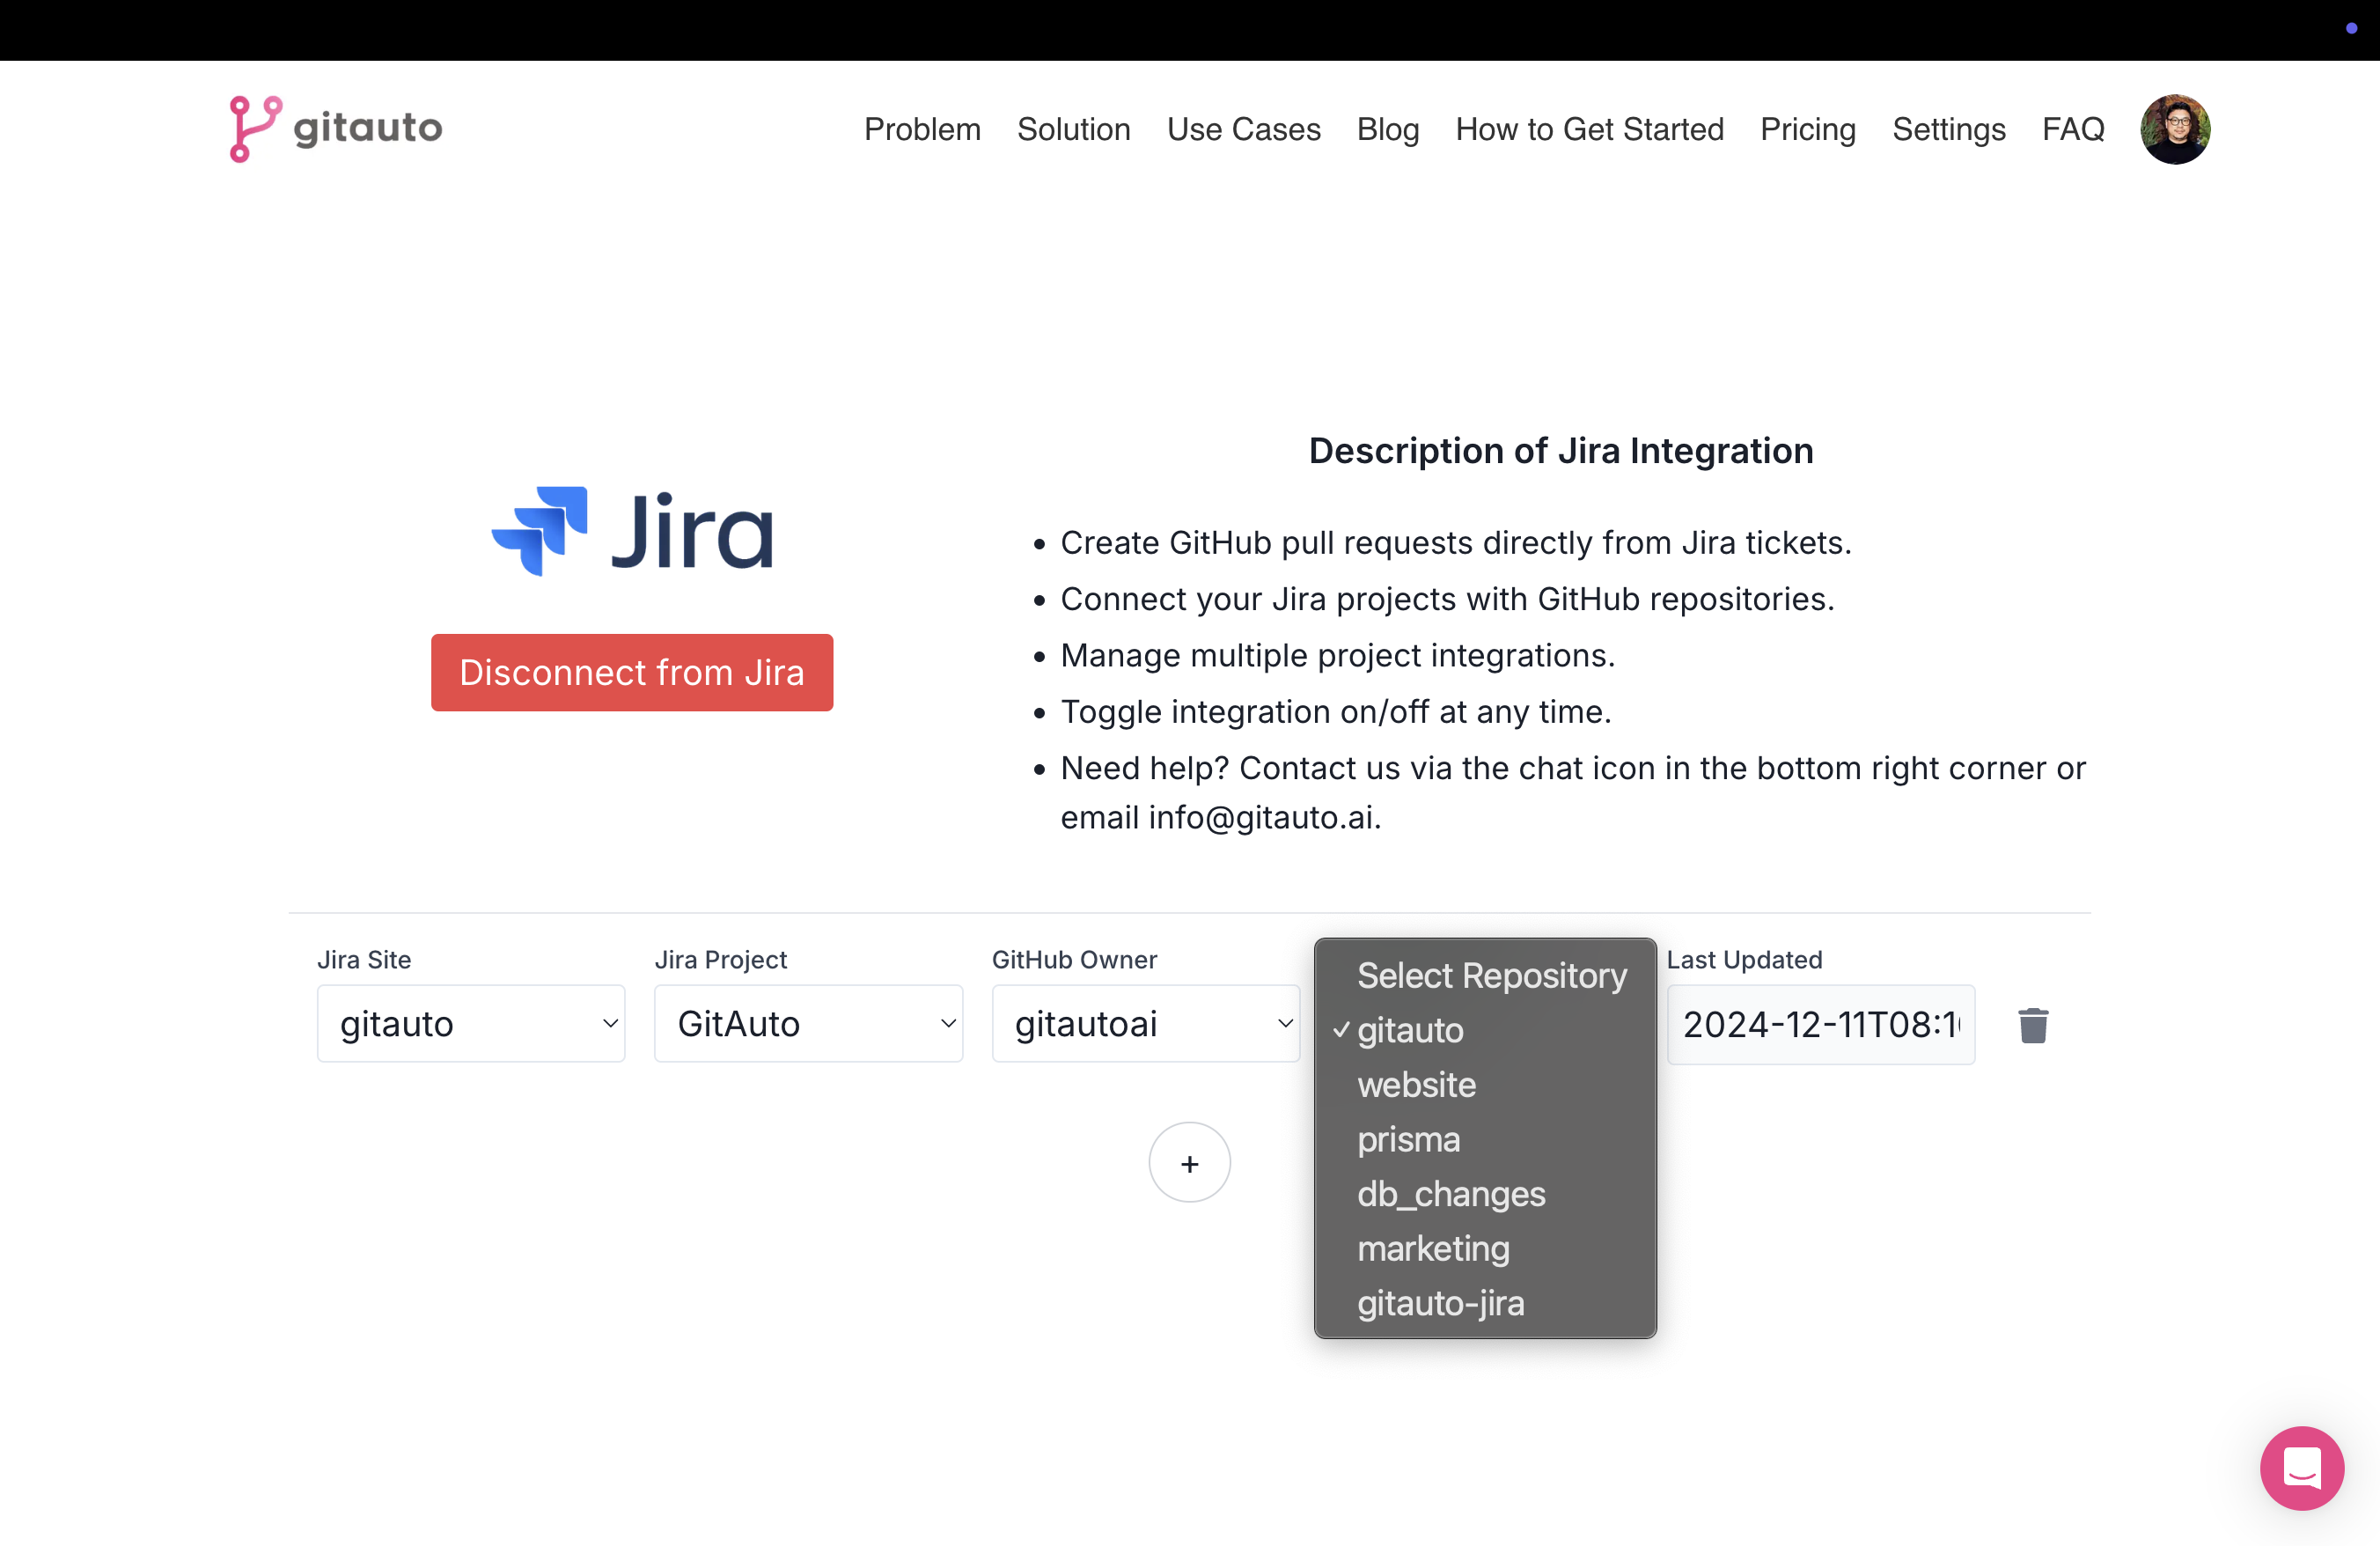 gitauto
Problem Solution Use Cases Blog How to Get Started Pricing Settings FAQ
Jira
Disconnect from Jira
Description of Jira Integration
Create GitHub pull requests directly from Jira tickets.
Connect your Jira projects with GitHub repositories.
Manage multiple project integrations.
Toggle integration on/off at any time.
Need help? Contact us via the chat icon in the bottom right corner or
email info@gitauto.ai.
Jira Site
gitauto
Jira Project
GitAuto
GitHub Owner
gitautoai
Select Repository
✓ gitauto
website
prisma
db_changes
marketing
gitauto-jira
Last Updated
2024-12-11T08:1
+